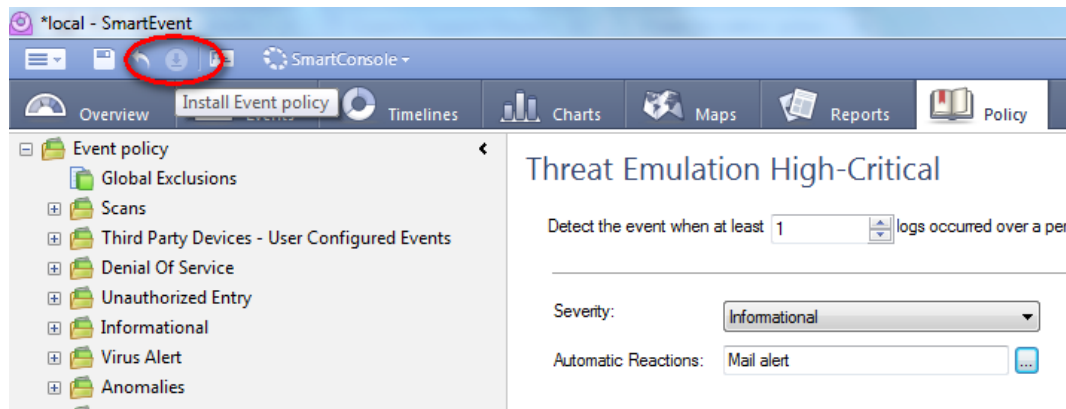 *local - SmartEvent
SmartConsole
Install Event policy
Overview
Timelines
Charts
Maps
Reports
Policy
Event policy
Global Exclusions
Scans
Third Party Devices - User Configured Events
Denial Of Service
Unauthorized Entry
Informational
Virus Alert
Anomalies
Threat Emulation High-Critical
Detect the event when at least 1 logs occurred over a per
Severity: Informational
Automatic Reactions: Mail alert ...